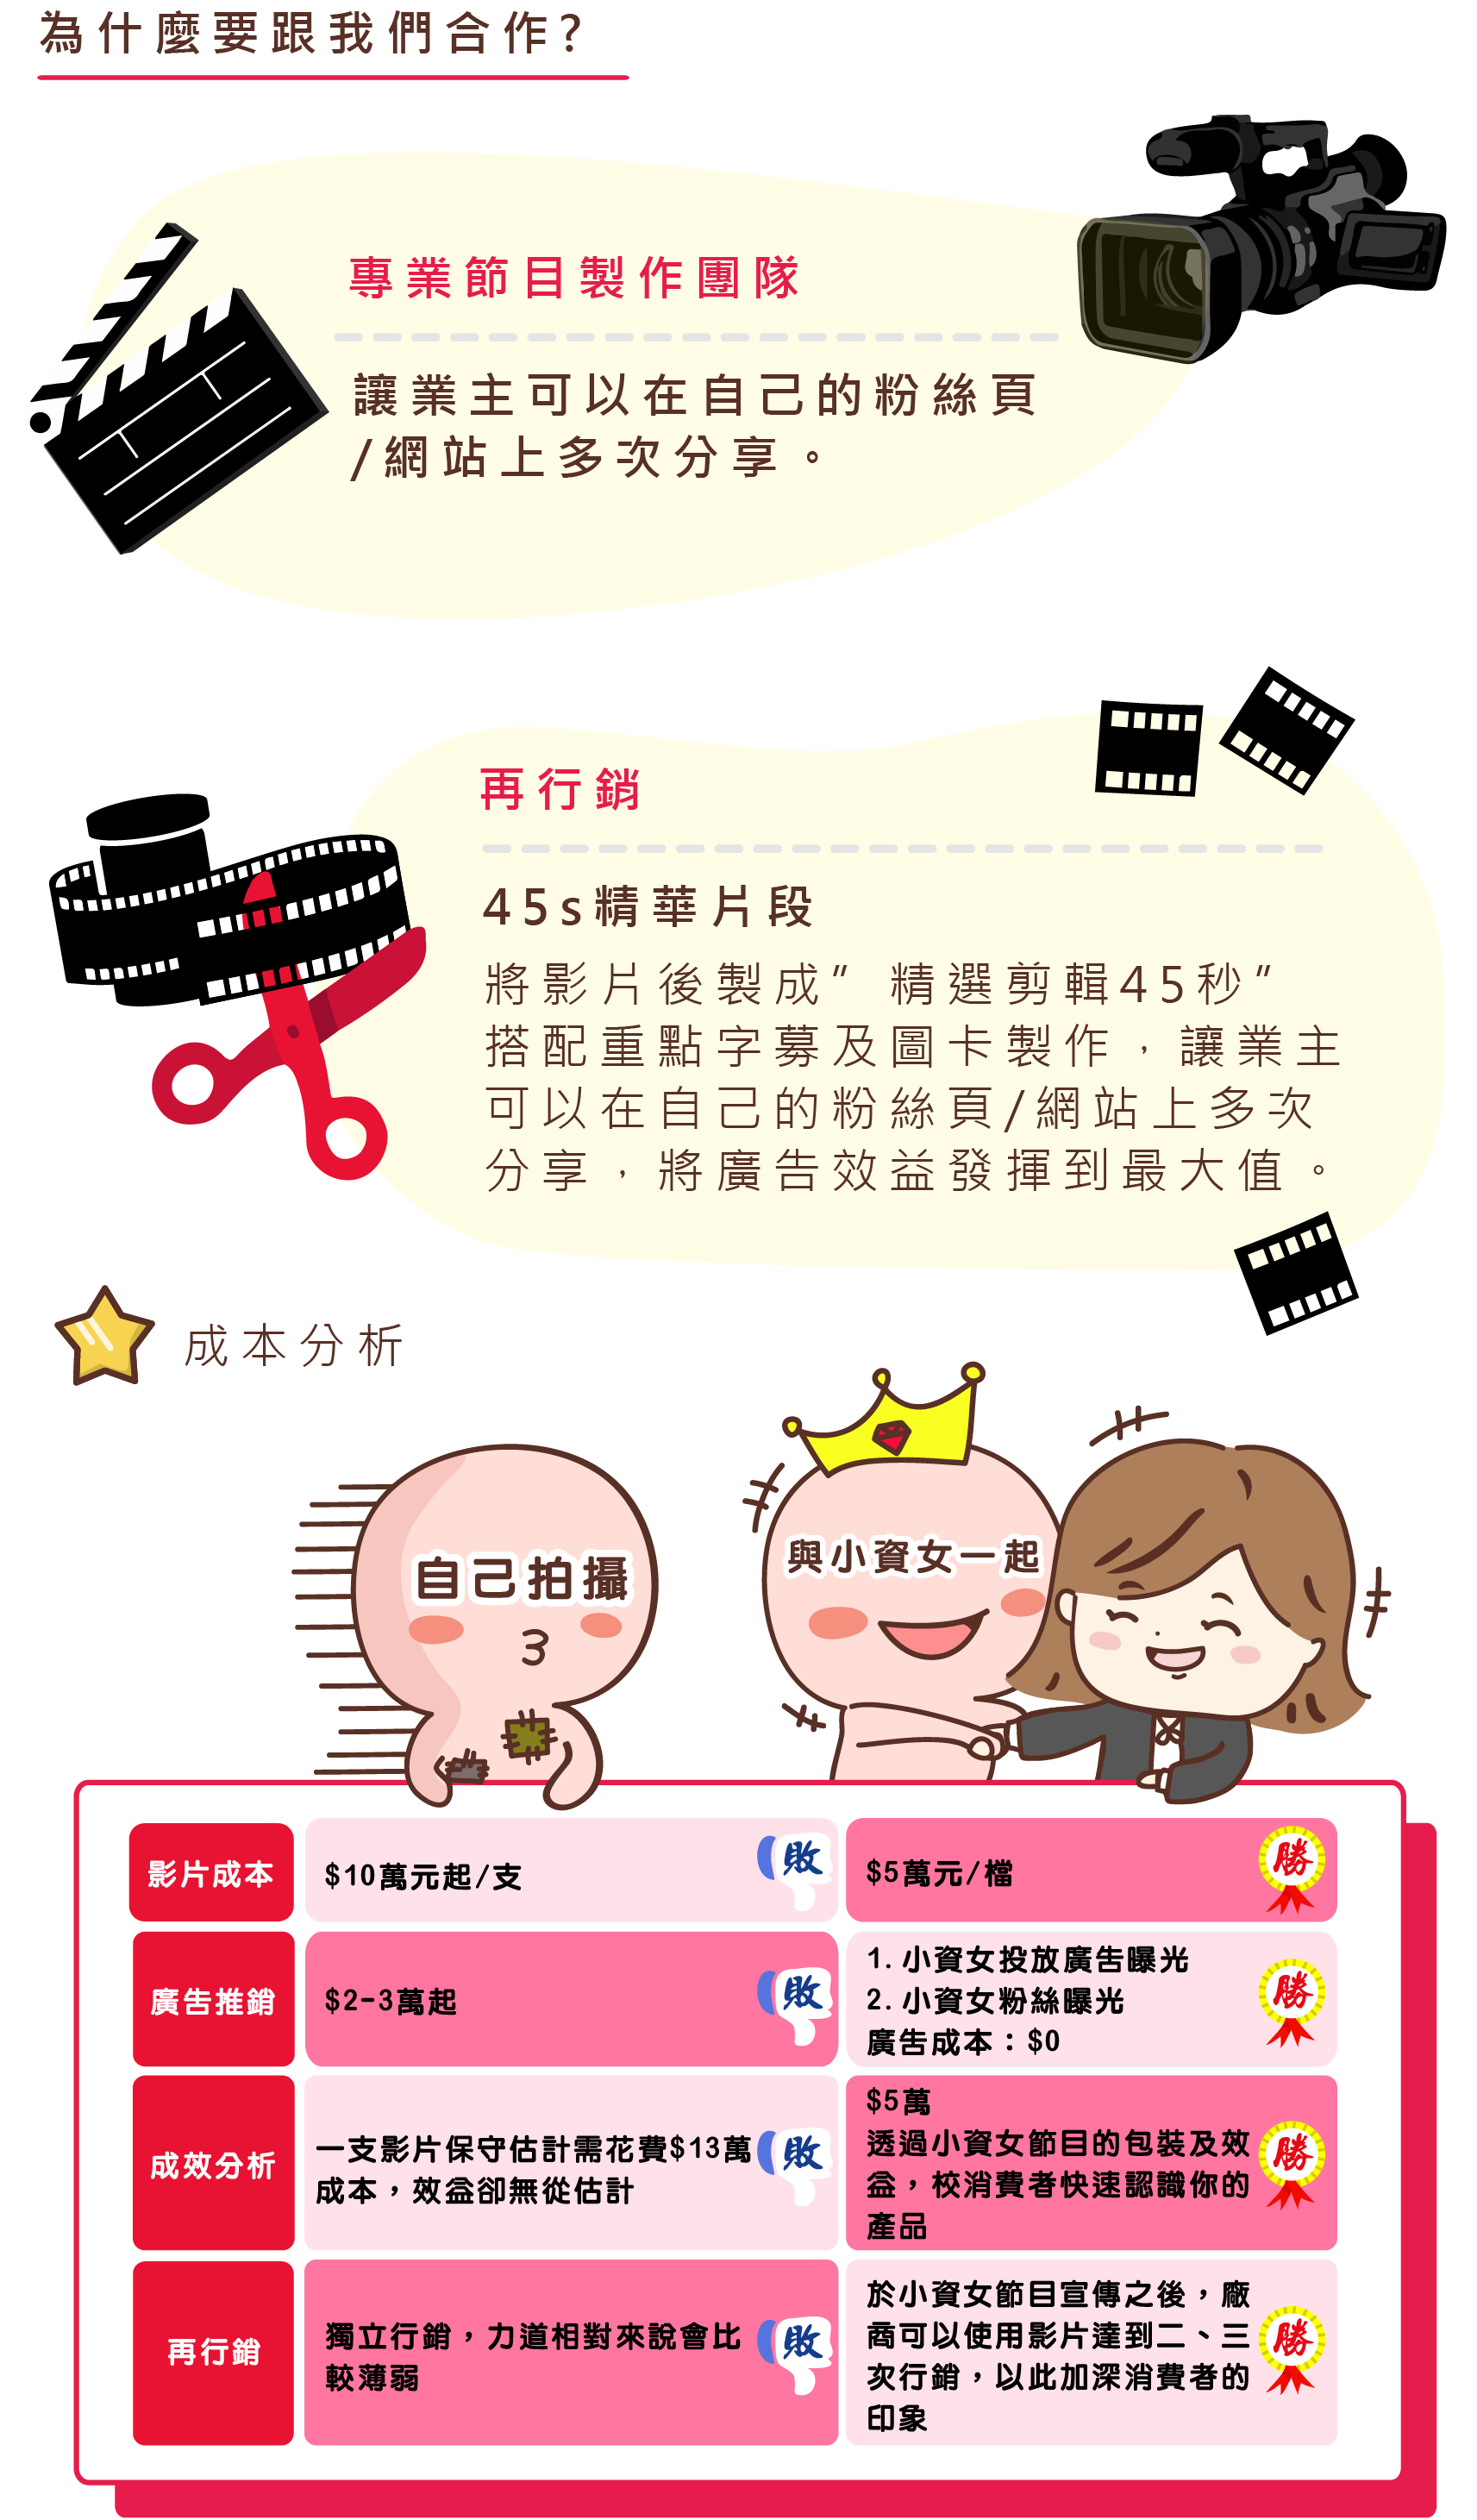 為什麼要跟我們合作?
專業節目製作團隊
讓業主可以在自己的粉絲頁
/網站上多次分享。
再行銷
45s精華片段
將影片後製成”精選剪輯45秒”
搭配重點字募及圖卡製作，讓業主
可以在自己的粉絲頁/網站上多次
分享，將廣告效益發揮到最大值。
成本分析
自己拍攝
與小資女一起
影片成本
$10萬元起/支
敗
$5萬元/檔
勝
廣告推銷
$2-3萬起
敗
1.小資女投放廣告曝光
2.小資女粉絲曝光
廣告成本：$0
勝
成效分析
一支影片保守估計需花費$13萬
成本，效益卻無從估計
敗
$5萬
透過小資女節目的包裝及效
益，校消費者快速認識你的
產品
勝
再行銷
獨立行銷，力道相對來說會比
較薄弱
敗
於小資女節目宣傳之後，廠
商可以使用影片達到二、三
次行銷，以此加深消費者的
印象
勝